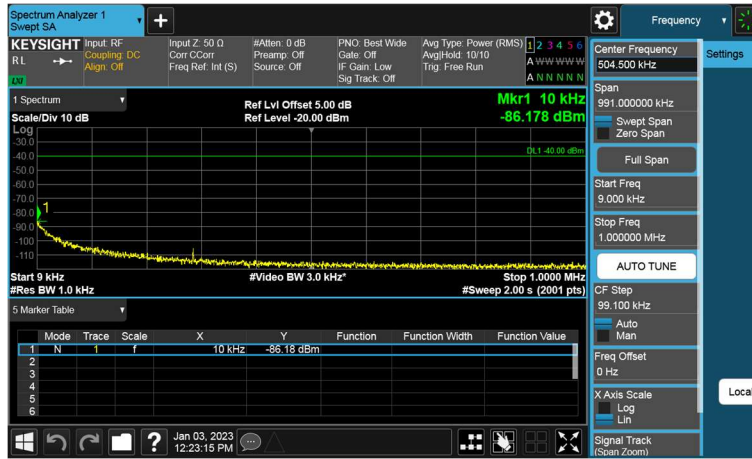 Spectrum Analyzer 1
Swept SA
+
Frequency
KEYSIGHT
RL
LXI
Input: RF
Coupling: DC
Align: Off
Input Z: 50 Ω
Corr CCorr
Freq Ref: Int (S)
#Atten: 0 dB
Preamp: Off
Source: Off
PNO: Best Wide
Gate: Off
IF Gain: Low
Sig Track: Off
Avg Type: Power (RMS)
Avg|Hold: 10/10
Trig: Free Run
1 2 3 4 5 6
A W W W W W
A N N N N N
1 Spectrum
Scale/Div 10 dB
Ref Lvl Offset 5.00 dB
Ref Level -20.00 dBm
Mkr1 10 kHz
-86.178 dBm
Log
-30.0
-40.0
-50.0
-60.0
-70.0
-80.0
-90.0
-100
-110
DL1 -40.00 dBm
1
Start 9 kHz
#Res BW 1.0 kHz
#Video BW 3.0 kHz*
Stop 1.0000 MHz
#Sweep 2.00 s (2001 pts)
5 Marker Table
Mode Trace Scale X Y Function Function Width Function Value
1 N 1 f 10 kHz -86.18 dBm
2
3
4
5
6
Jan 03, 2023
12:23:15 PM
Center Frequency
504.500 kHz
Settings
Span
991.000000 kHz
Swept Span
Zero Span
Full Span
Start Freq
9.000 kHz
Stop Freq
1.000000 MHz
AUTO TUNE
CF Step
99.100 kHz
Auto
Man
Freq Offset
0 Hz
X Axis Scale
Log
Lin
Local
Signal Track
(Span Zoom)